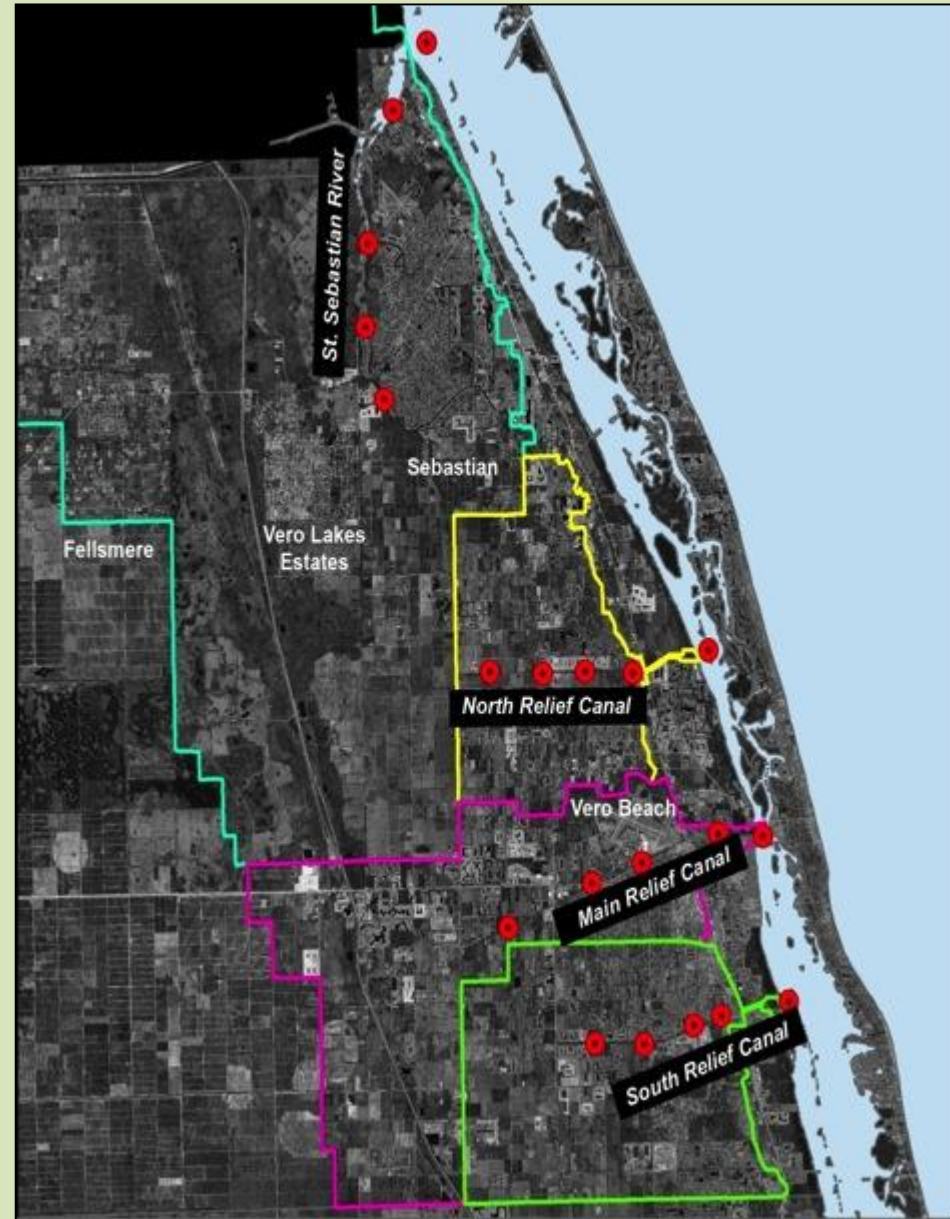 St. Sebastian River
Sebastian
Fellsmere
Vero Lakes
Estates
North Relief Canal
Vero Beach
Main Relief Canal
South Relief Canal